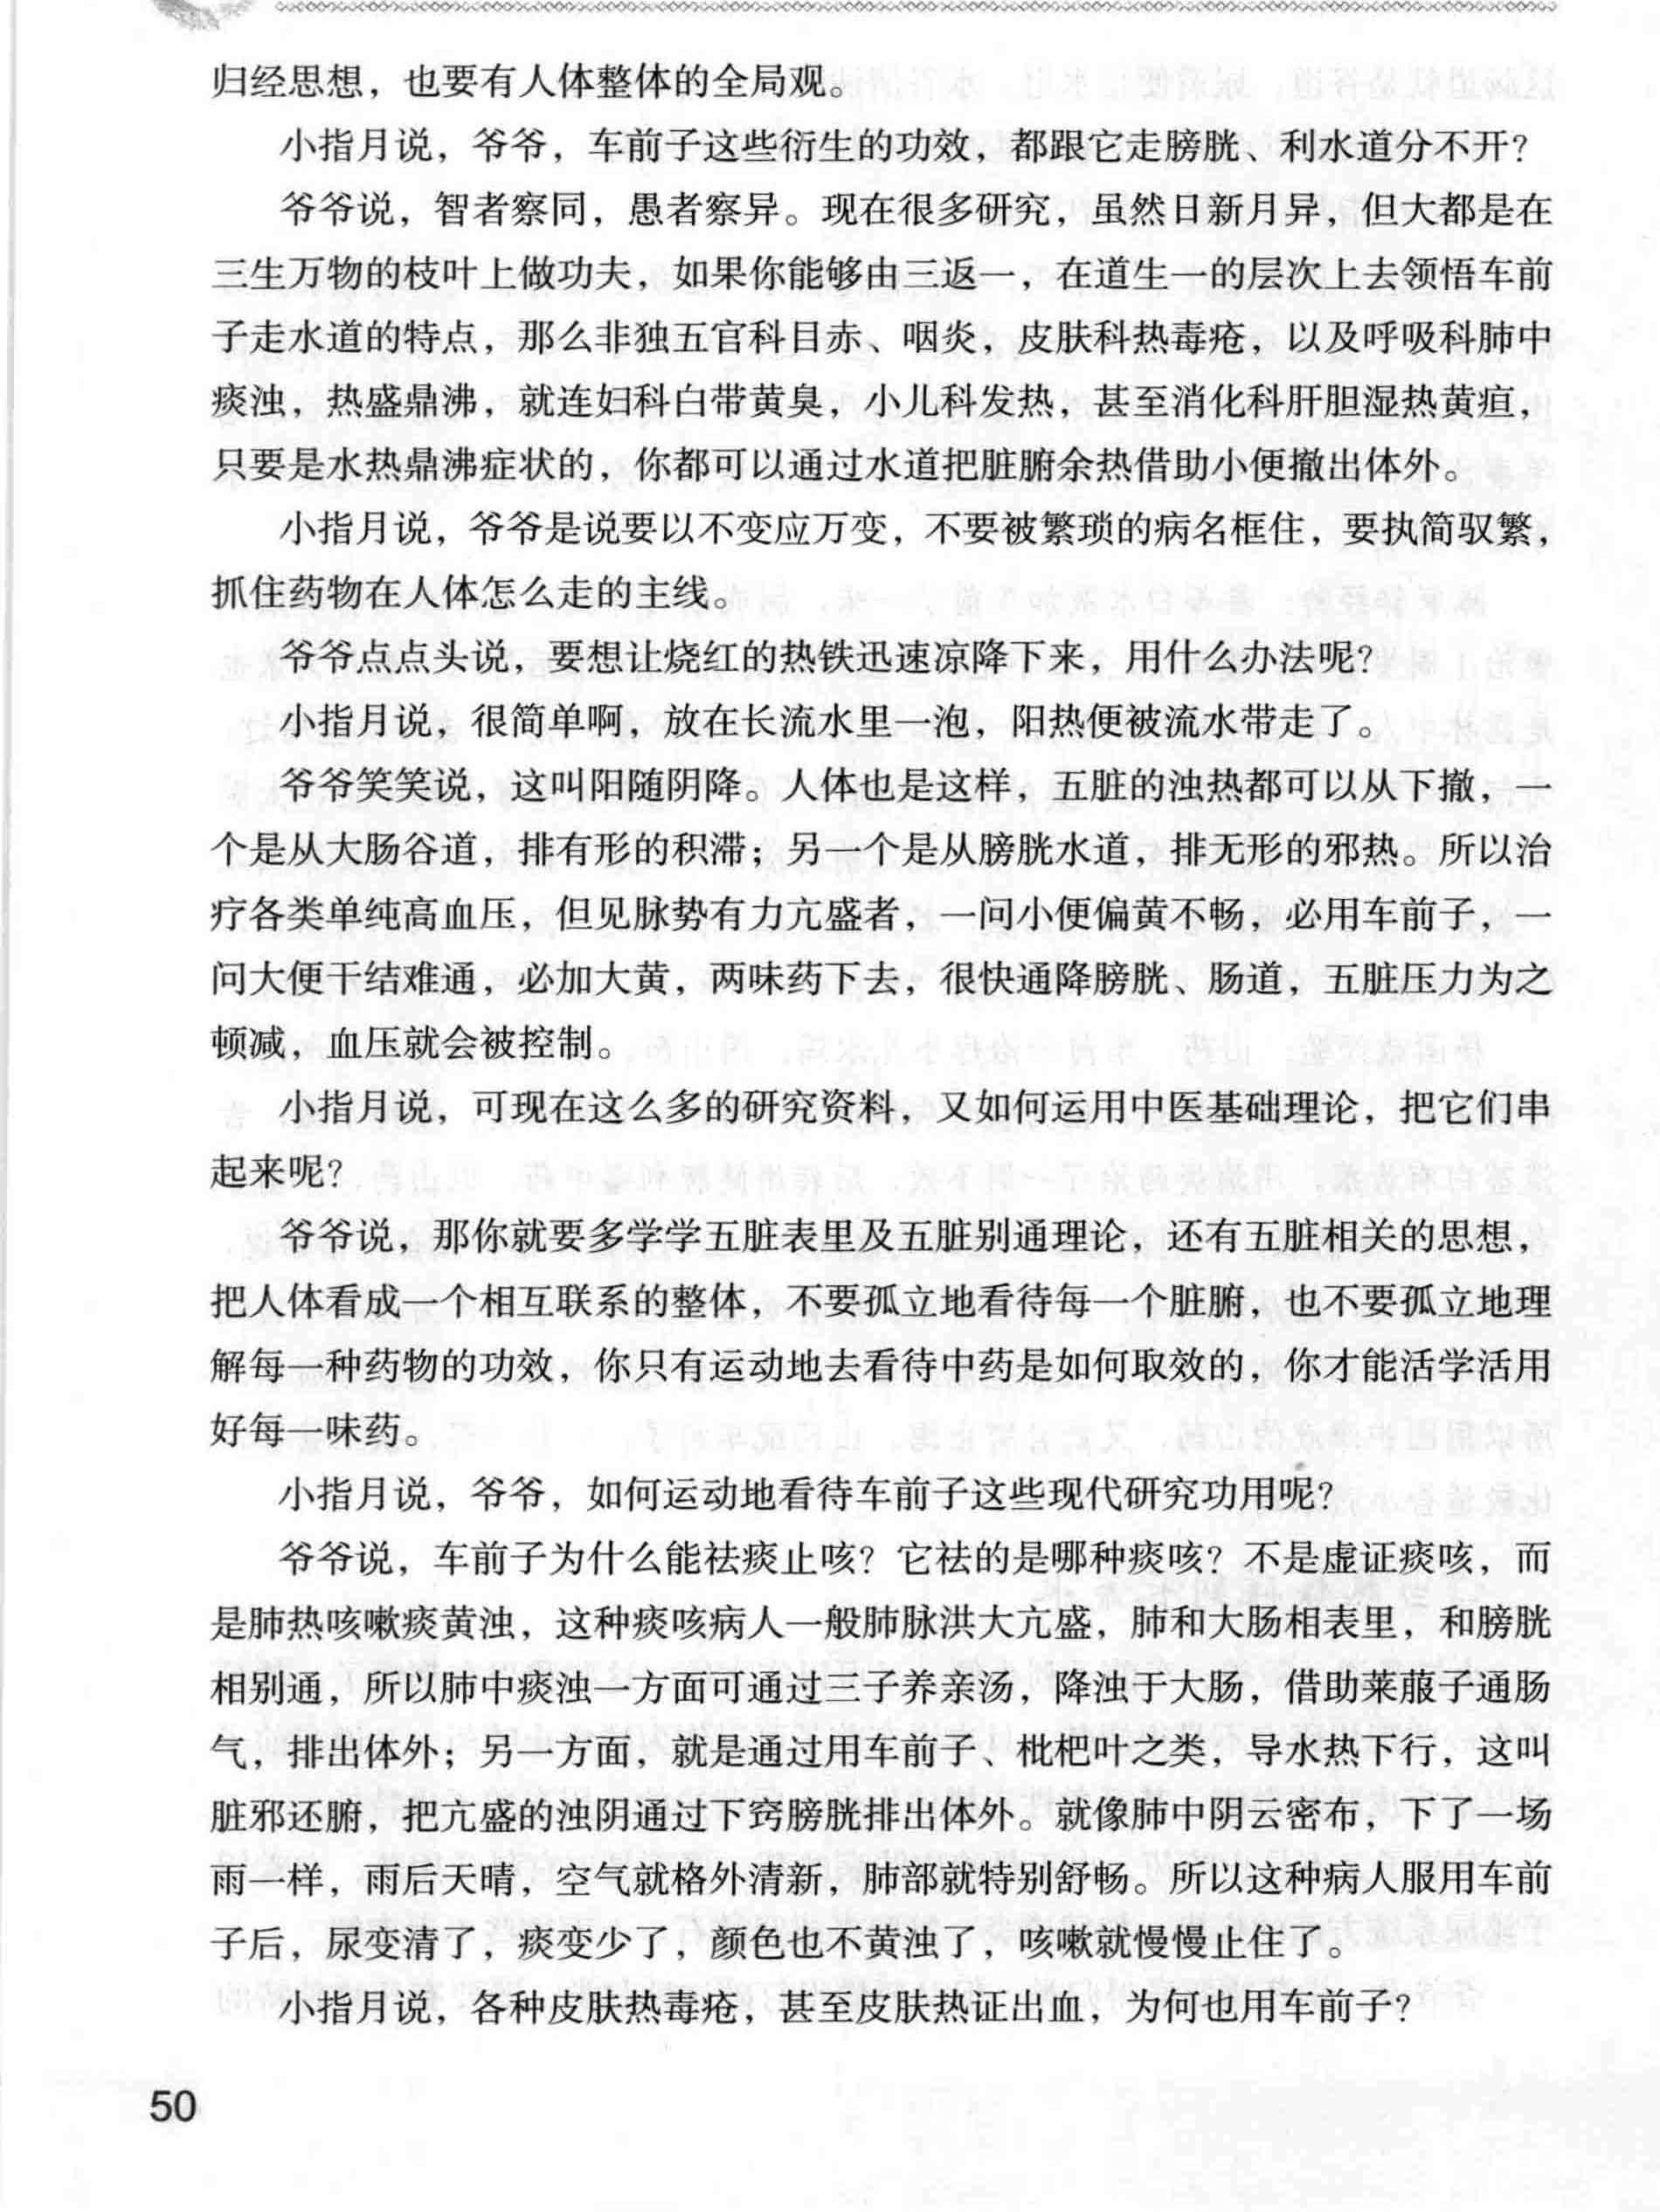 归经思想，也要有人体整体的全局观。
小指月说，爷爷，车前子这些衍生的功效，都跟它走膀胱、利水道分不开？
爷爷说，智者察同，愚者察异。现在很多研究，虽然日新月异，但大都是在
三生万物的枝叶上做功夫，如果你能够由三返一，在道生一的层次上去领悟车前
子走水道的特点，那么非独五官科目赤、咽炎，皮肤科热毒疮，以及呼吸科肺中
痰浊，热盛鼎沸，就连妇科白带黄臭，小儿科发热，甚至消化科肝胆湿热黄疸，
只要是水热鼎沸症状的，你都可以通过水道把脏腑余热借助小便撤出体外。
小指月说，爷爷是说要以不变应万变，不要被繁琐的病名框住，要执简驭繁，
抓住药物在人体怎么走的主线。
爷爷点点头说，要想让烧红的热铁迅速凉降下来，用什么办法呢？
小指月说，很简单啊，放在长流水里一泡，阳热便被流水带走了。
爷爷笑笑说，这叫阳随阴降。人体也是这样，五脏的浊热都可以从下撤，一
个是从大肠谷道，排有形的积滞；另一个是从膀胱水道，排无形的邪热。所以治
疗各类单纯高血压，但见脉势有力亢盛者，一问小便偏黄不畅，必用车前子，一
问大便干结难通，必加大黄，两味药下去，很快通降膀胱、肠道，五脏压力为之
顿减，血压就会被控制。
小指月说，可现在这么多的研究资料，又如何运用中医基础理论，把它们串
起来呢？
爷爷说，那你就要多学学五脏表里及五脏别通理论，还有五脏相关的思想，
把人体看成一个相互联系的整体，不要孤立地看待每一个脏腑，也不要孤立地理
解每一种药物的功效，你只有运动地去看待中药是如何取效的，你才能活学活用
好每一味药。
小指月说，爷爷，如何运动地看待车前子这些现代研究功用呢？
爷爷说，车前子为什么能祛痰止咳？它祛的是哪种痰咳？不是虚证痰咳，而
是肺热咳嗽痰黄浊，这种痰咳病人一般肺脉洪大亢盛，肺和大肠相表里，和膀胱
相别通，所以肺中痰浊一方面可通过三子养亲汤，降浊于大肠，借助莱菔子通肠
气，排出体外；另一方面，就是通过用车前子、枇杷叶之类，导水热下行，这叫
脏邪还腑，把亢盛的浊阴通过下窍膀胱排出体外。就像肺中阴云密布，下了一场
雨一样，雨后天晴，空气就格外清新，肺部就特别舒畅。所以这种病人服用车前
子后，尿变清了，痰变少了，颜色也不黄浊了，咳嗽就慢慢止住了。
小指月说，各种皮肤热毒疮，甚至皮肤热证出血，为何也用车前子？
50